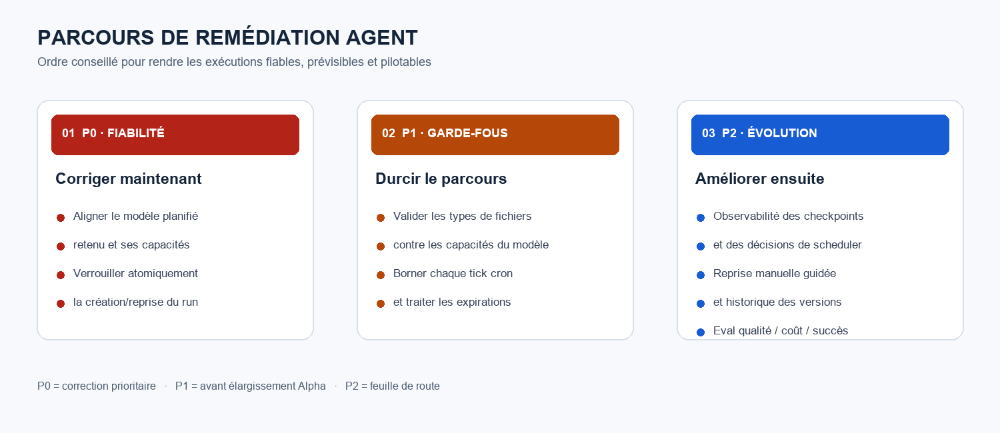 PARCOURS DE REMÉDIATION AGENT
Ordre conseillé pour rendre les exécutions fiables, prévisibles et pilotables
01 P0 · FIABILITÉ
Corriger maintenant
Aligner le modèle planifié
retenu et ses capacités
Verrouiller atomiquement
la création/reprise du run
02 P1 · GARDE-FOUS
Durcir le parcours
Valider les types de fichiers
contre les capacités du modèle
Borner chaque tick cron
et traiter les expirations
03 P2 · ÉVOLUTION
Améliorer ensuite
Observabilité des checkpoints
et des décisions de scheduler
Reprise manuelle guidée
et historique des versions
Eval qualité / coût / succès
P0 = correction prioritaire · P1 = avant élargissement Alpha · P2 = feuille de route